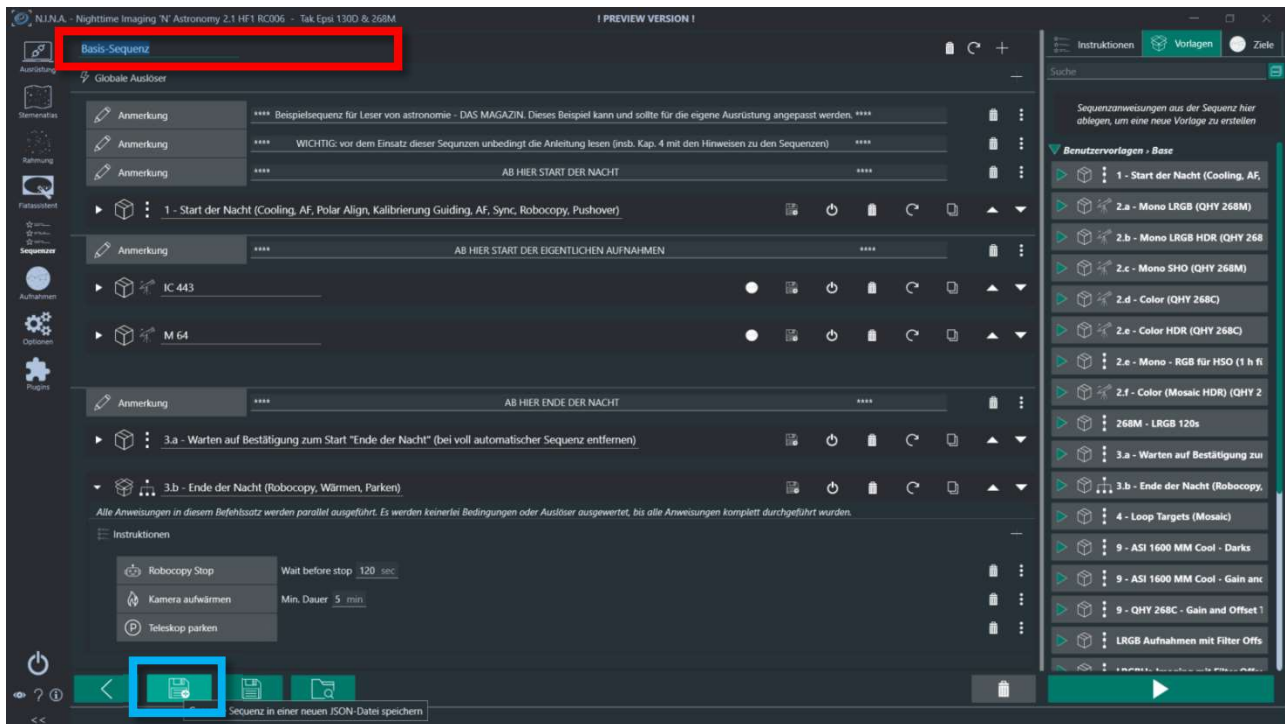 N.I.N.A. - Nighttime Imaging 'N' Astronomy 2.1 HF1 RC006 - Tak Epsi 130D & 268M
! PREVIEW VERSION !
Ausrüstung
Sternenatlas
Rahmung
Flatassistent
Sequenzer
Aufnahmen
Optionen
Plugins
<<
Basis-Sequenz
Globale Auslöser
Anmerkung **** Beispielsequenz für Leser von astronomie - DAS MAGAZIN. Dieses Beispiel kann und sollte für die eigene Ausrüstung angepasst werden. ****
Anmerkung **** WICHTIG: vor dem Einsatz dieser Sequnzen unbedingt die Anleitung lesen (insb. Kap. 4 mit den Hinweisen zu den Sequenzen) ****
Anmerkung **** AB HIER START DER NACHT ****
1 - Start der Nacht (Cooling, AF, Polar Align, Kalibrierung Guiding, AF, Sync, Robocopy, Pushover)
Anmerkung **** AB HIER START DER EIGENTLICHEN AUFNAHMEN ****
IC 443
M 64
Anmerkung **** AB HIER ENDE DER NACHT ****
3.a - Warten auf Bestätigung zum Start "Ende der Nacht" (bei voll automatischer Sequenz entfernen)
3.b - Ende der Nacht (Robocopy, Wärmen, Parken)
Alle Anweisungen in diesem Befehlssatz werden parallel ausgeführt. Es werden keinerlei Bedingungen oder Auslöser ausgewertet, bis alle Anweisungen komplett durchgeführt wurden.
Instruktionen
Robocopy Stop Wait before stop 120 sec
Kamera aufwärmen Min. Dauer 5 min
Teleskop parken
Sequenz in einer neuen JSON-Datei speichern
Instruktionen Vorlagen Ziele
Suche
Sequenzanweisungen aus der Sequenz hier
ablegen, um eine neue Vorlage zu erstellen
Benutzervorlagen › Base
1 - Start der Nacht (Cooling, AF,
2.a - Mono LRGB (QHY 268M)
2.b - Mono LRGB HDR (QHY 268
2.c - Mono SHO (QHY 268M)
2.d - Color (QHY 268C)
2.e - Color HDR (QHY 268C)
2.e - Mono - RGB für HSO (1 h fi
2.f - Color (Mosaic HDR) (QHY 2
268M - LRGB 120s
3.a - Warten auf Bestätigung zu
3.b - Ende der Nacht (Robocopy,
4 - Loop Targets (Mosaic)
9 - ASI 1600 MM Cool - Darks
9 - ASI 1600 MM Cool - Gain and
9 - QHY 268C - Gain and Offset
LRGB Aufnahmen mit Filter Offs